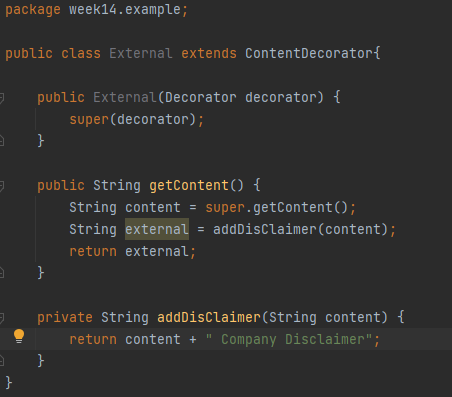 package week14.example;
public class External extends ContentDecorator{
public External(Decorator decorator) {
super(decorator);
}
public String getContent() {
String content = super.getContent();
String external = addDisClaimer(content);
return external;
}
private String addDisClaimer(String content) {
return content + " Company Disclaimer";
}
}